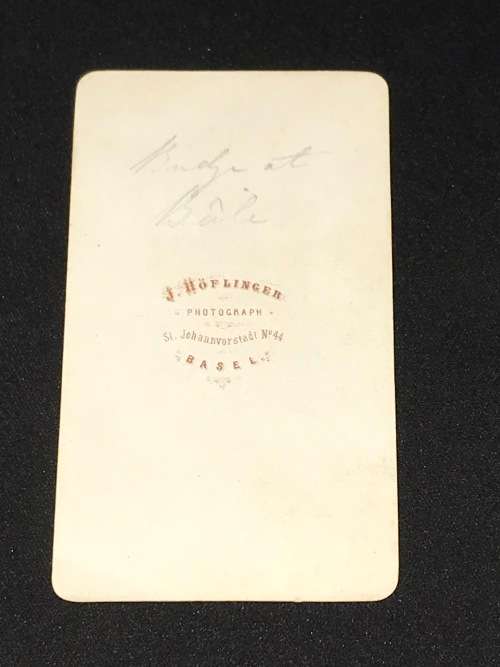 Bridge at
Bâle
J. HÖFLINGER
PHOTOGRAPH
St. Johannvorstadt No 44
BASEL.